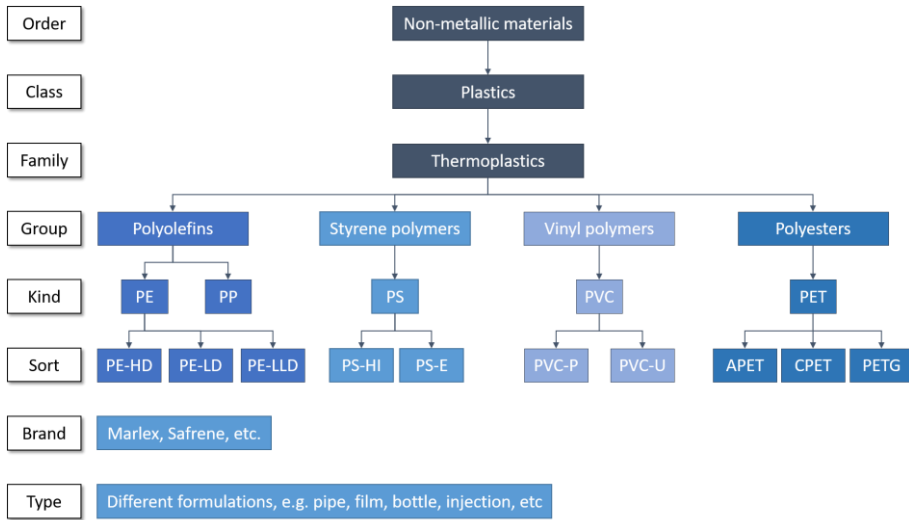 Order
Non-metallic materials
Class
Plastics
Family
Thermoplastics
Group
Polyolefins
Styrene polymers
Vinyl polymers
Polyesters
Kind
PE
PP
PS
PVC
PET
Sort
PE-HD
PE-LD
PE-LLD
PS-HI
PS-E
PVC-P
PVC-U
APET
CPET
PETG
Brand
Marlex, Safrene, etc.
Type
Different formulations, e.g. pipe, film, bottle, injection, etc